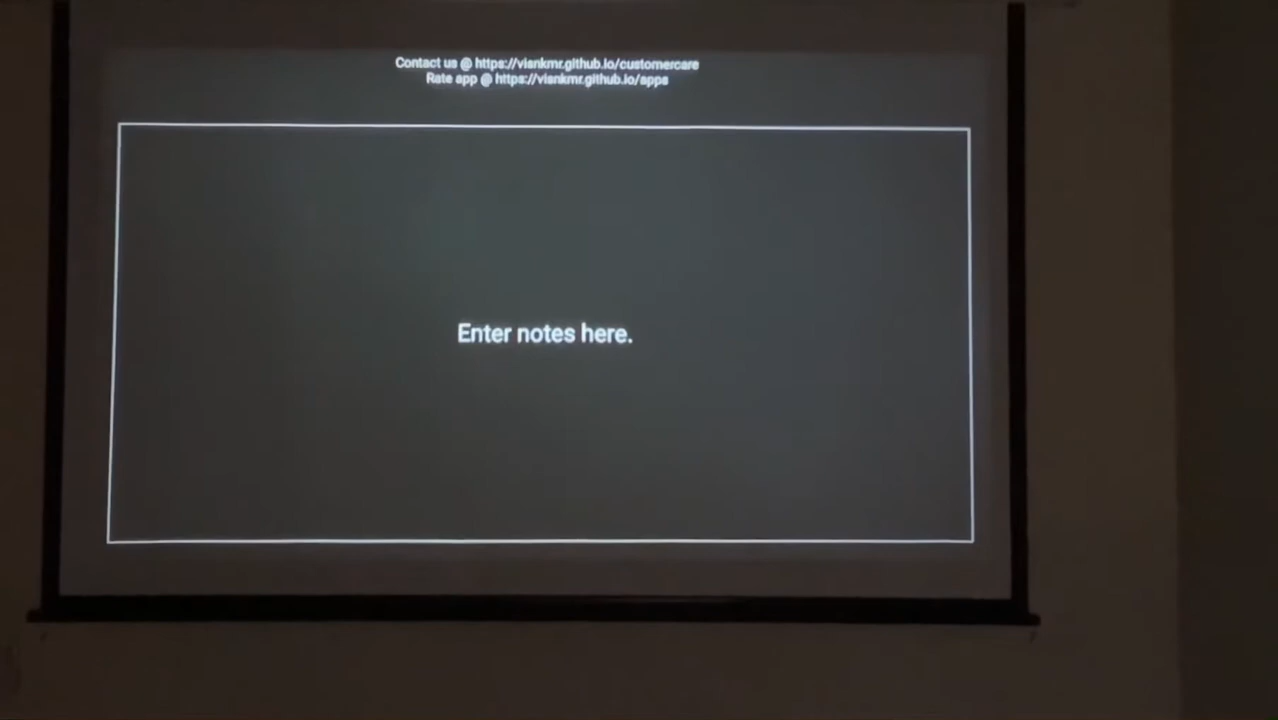 Contact us @ https://viankmr.github.io/customercare
Rate app @ https://viankmr.github.io/apps
Enter notes here.